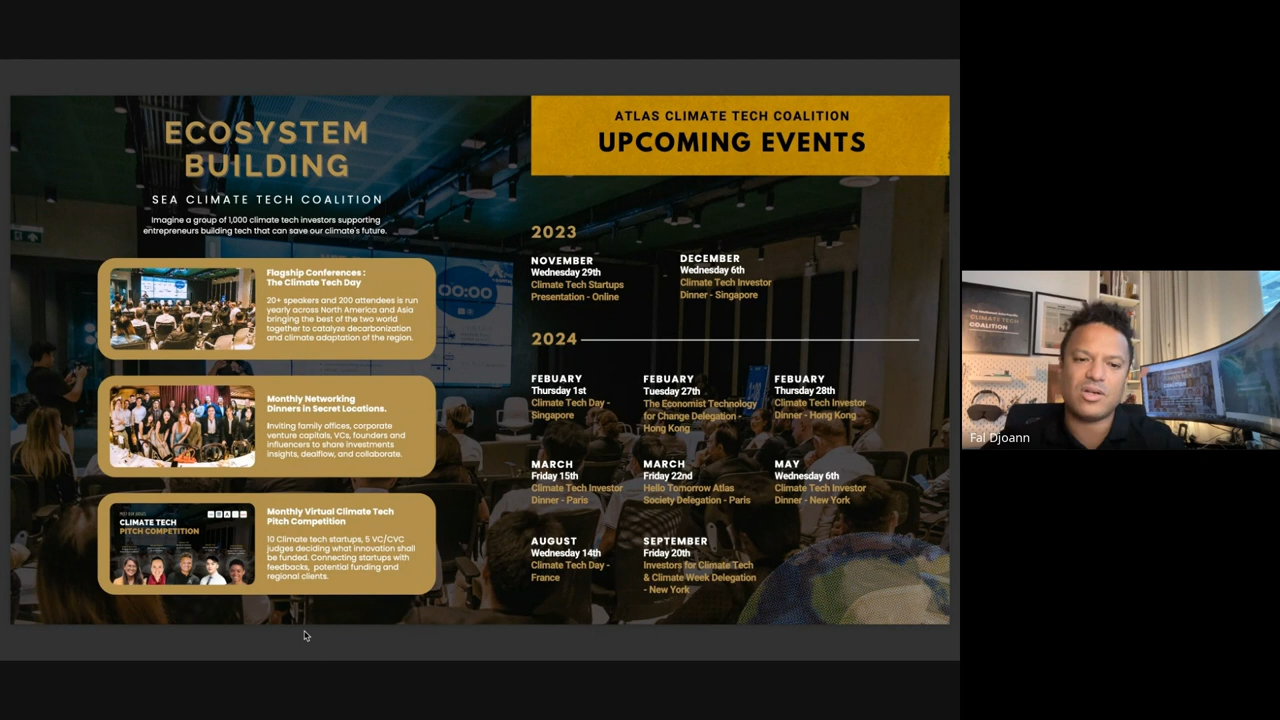 ECOSYSTEM
BUILDING
SEA CLIMATE TECH COALITION
Imagine a group of 1,000 climate tech investors supporting
entrepreneurs building tech that can save our climate's future.
Flagship Conferences :
The Climate Tech Day
20+ speakers and 200 attendees is run
yearly across North America and Asia
bringing the best of the two world
together to catalyze decarbonization
and climate adaptation of the region.
00:00
Monthly Networking
Dinners in Secret Locations.
Inviting family offices, corporate
venture capitals, VCs, founders and
influencers to share investments
insights, dealflow, and collaborate.
CLIMATE TECH
PITCH COMPETITION
Monthly Virtual Climate Tech
Pitch Competition
10 Climate tech startups, 5 VC/CVC
judges deciding what innovation shall
be funded. Connecting startups with
feedbacks, potential funding and
regional clients.
ATLAS CLIMATE TECH COALITION
UPCOMING EVENTS
2023
NOVEMBER
Wednesday 29th
Climate Tech Startups
Presentation - Online
DECEMBER
Wednesday 6th
Climate Tech Investor
Dinner - Singapore
2024
FEBUARY
Thursday 1st
Climate Tech Day -
Singapore
FEBUARY
Tuesday 27th
The Economist Technology
for Change Delegation -
Hong Kong
FEBUARY
Thursday 28th
Climate Tech Investor
Dinner - Hong Kong
MARCH
Friday 15th
Climate Tech Investor
Dinner - Paris
MARCH
Friday 22nd
Hello Tomorrow Atlas
Society Delegation - Paris
MAY
Wednesday 6th
Climate Tech Investor
Dinner - New York
AUGUST
Wednesday 14th
Climate Tech Day -
France
SEPTEMBER
Friday 20th
Investors for Climate Tech
& Climate Week Delegation
- New York
CLIMATE TECH
COALITION
Fal Djoann